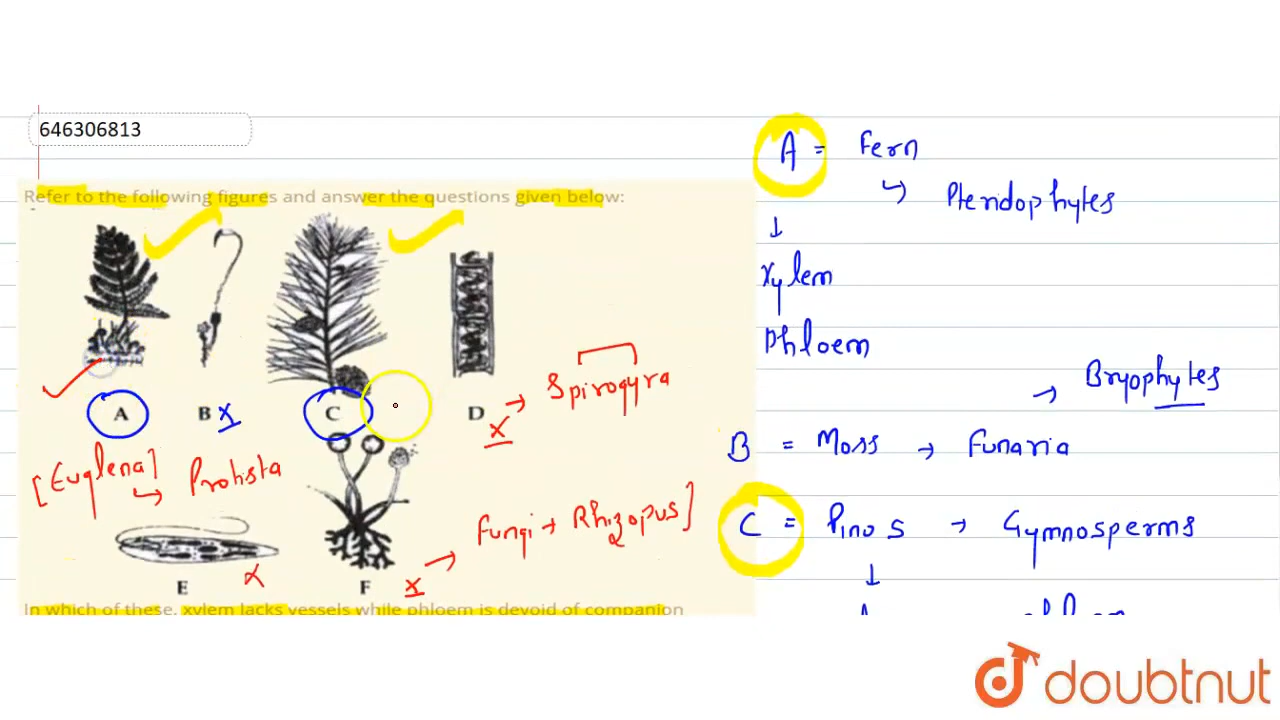 646306813
Refer to the following figures and answer the questions given below:
A B C D
E F
In which of these, xylem lacks vessels while phloem is devoid of companion
x
x
x
x
Spirogyra
[Euglena]
Protista
Fungi → Rhizopus]
A = Fern
Pteridophytes
Xylem
Phloem
Bryophytes
B = Moss → Funaria
C = Pinus → Gymnosperms
doubtnut